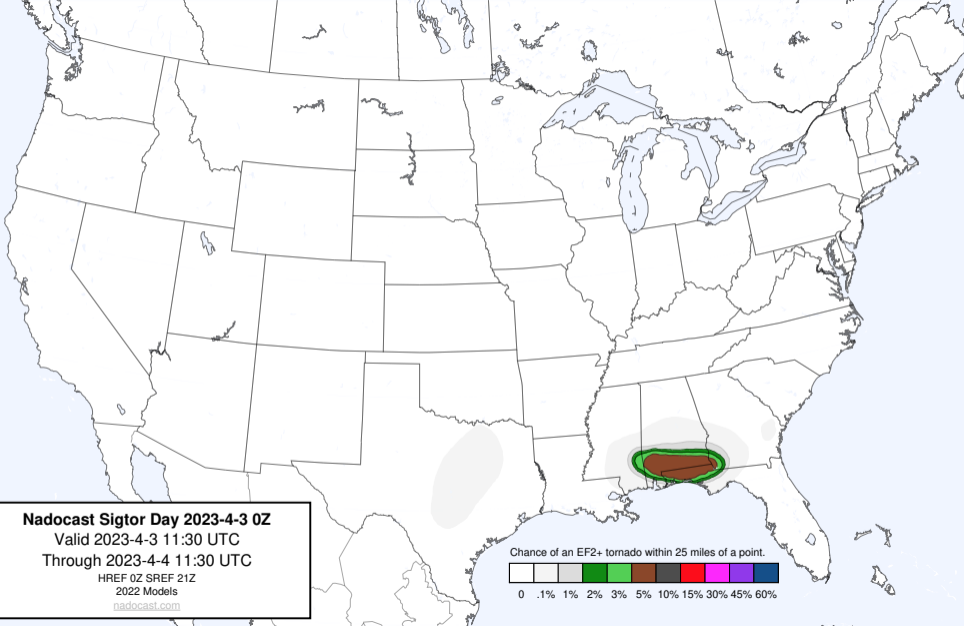 Nadocast Sigtor Day 2023-4-3 0Z
Valid 2023-4-3 11:30 UTC
Through 2023-4-4 11:30 UTC
HREF 0Z SREF 21Z
2022 Models
nadocast.com
Chance of an EF2+ tornado within 25 miles of a point.
0 .1% 1% 2% 3% 5% 10% 15% 30% 45% 60%